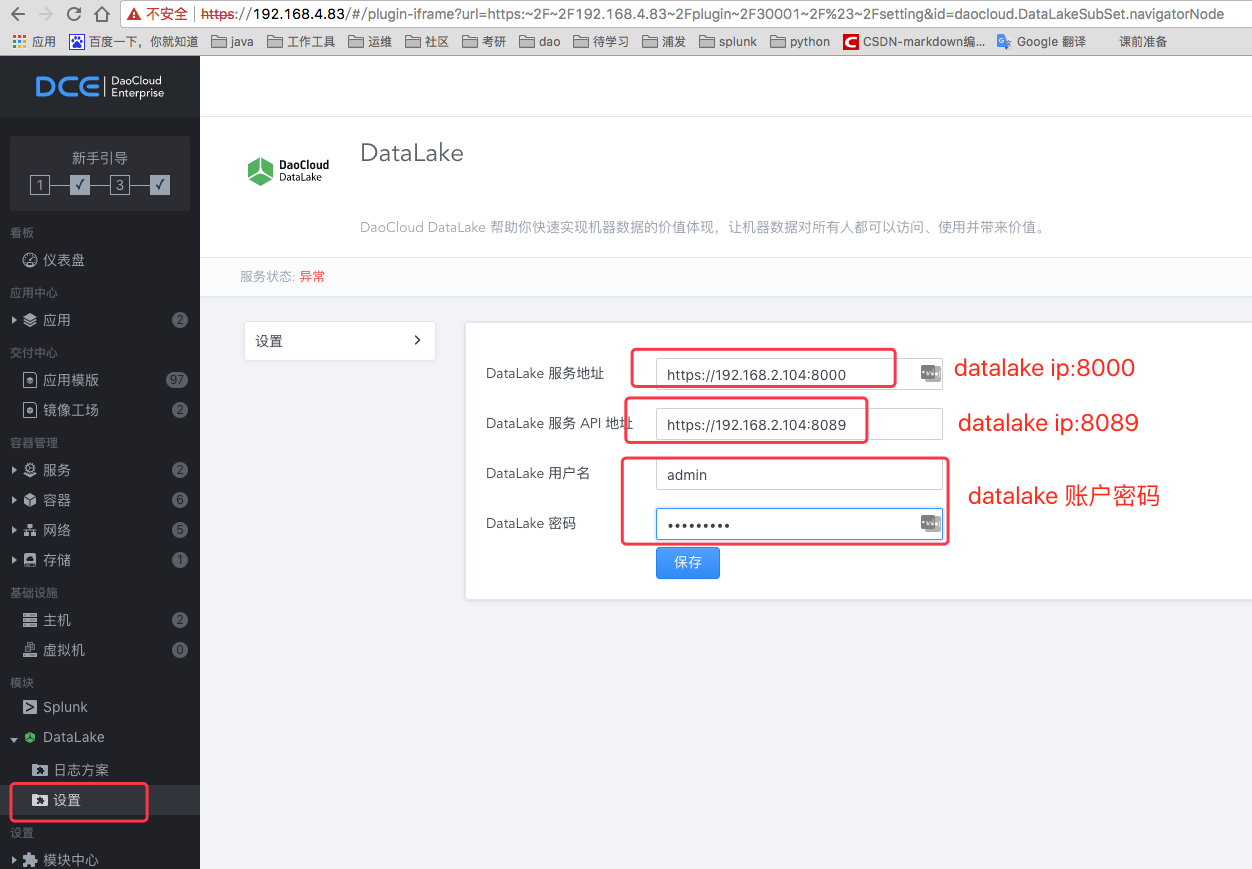 不安全 https://192.168.4.83/#/plugin-iframe?url=https:~2F~2F192.168.4.83~2Fplugin~2F30001~2F%23~2Fsetting&id=daocloud.DataLakeSubSet.navigatorNode
应用 百度一下，你就知道 java 工作工具 运维 社区 考研 dao 待学习 浦发 splunk python CSDN-markdown编... Google 翻译 课前准备
DCE DaoCloud
Enterprise
新手引导
1 3
看板
仪表盘
应用中心
应用 2
交付中心
应用模版 97
镜像工场 2
容器管理
服务 2
容器 6
网络 5
存储 1
基础设施
主机 2
虚拟机 0
模块
Splunk
DataLake
日志方案
设置
设置
模块中心
DaoCloud
DataLake
DataLake
DaoCloud DataLake 帮助你快速实现机器数据的价值体现，让机器数据对所有人都可以访问、使用并带来价值。
服务状态: 异常
设置
DataLake 服务地址 https://192.168.2.104:8000 datalake ip:8000
DataLake 服务 API 地址 https://192.168.2.104:8089 datalake ip:8089
DataLake 用户名 admin
datalake 账户密码
DataLake 密码 •••••••••
保存